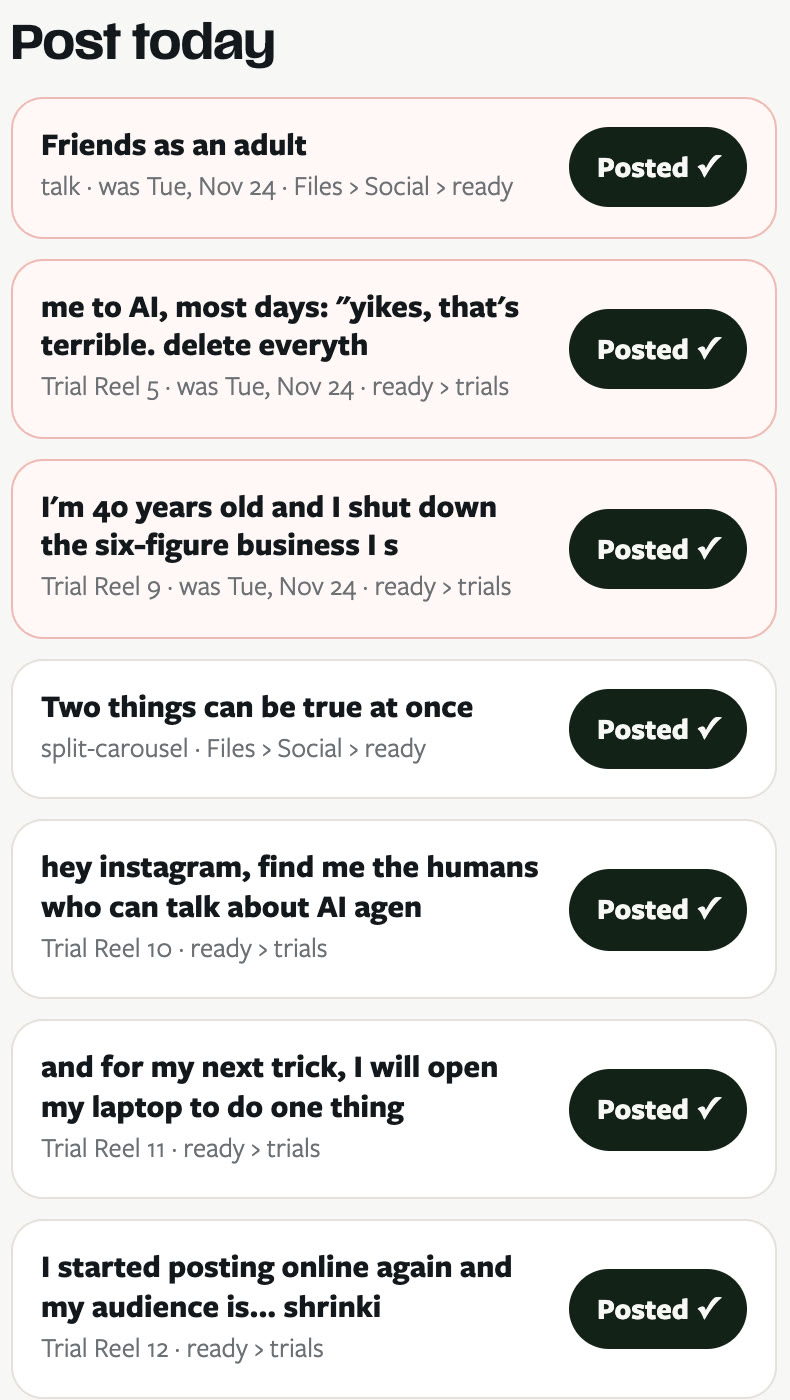 Post today
Friends as an adult
talk · was Tue, Nov 24 · Files › Social › ready
Posted ✓
me to AI, most days: "yikes, that's
terrible. delete everyth
Trial Reel 5 · was Tue, Nov 24 · ready › trials
Posted ✓
I'm 40 years old and I shut down
the six-figure business I s
Trial Reel 9 · was Tue, Nov 24 · ready › trials
Posted ✓
Two things can be true at once
split-carousel · Files › Social › ready
Posted ✓
hey instagram, find me the humans
who can talk about AI agen
Trial Reel 10 · ready › trials
Posted ✓
and for my next trick, I will open
my laptop to do one thing
Trial Reel 11 · ready › trials
Posted ✓
I started posting online again and
my audience is... shrinki
Trial Reel 12 · ready › trials
Posted ✓